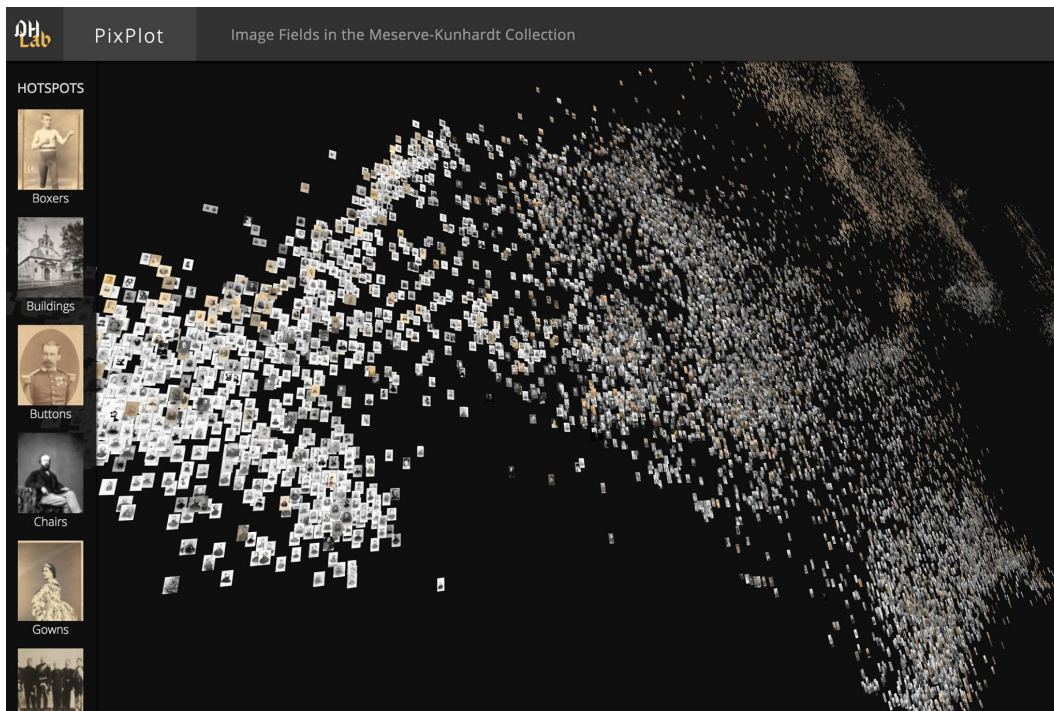 DH
Lab
PixPlot
Image Fields in the Meserve-Kunhardt Collection
HOTSPOTS
Boxers
Buildings
Buttons
Chairs
Gowns